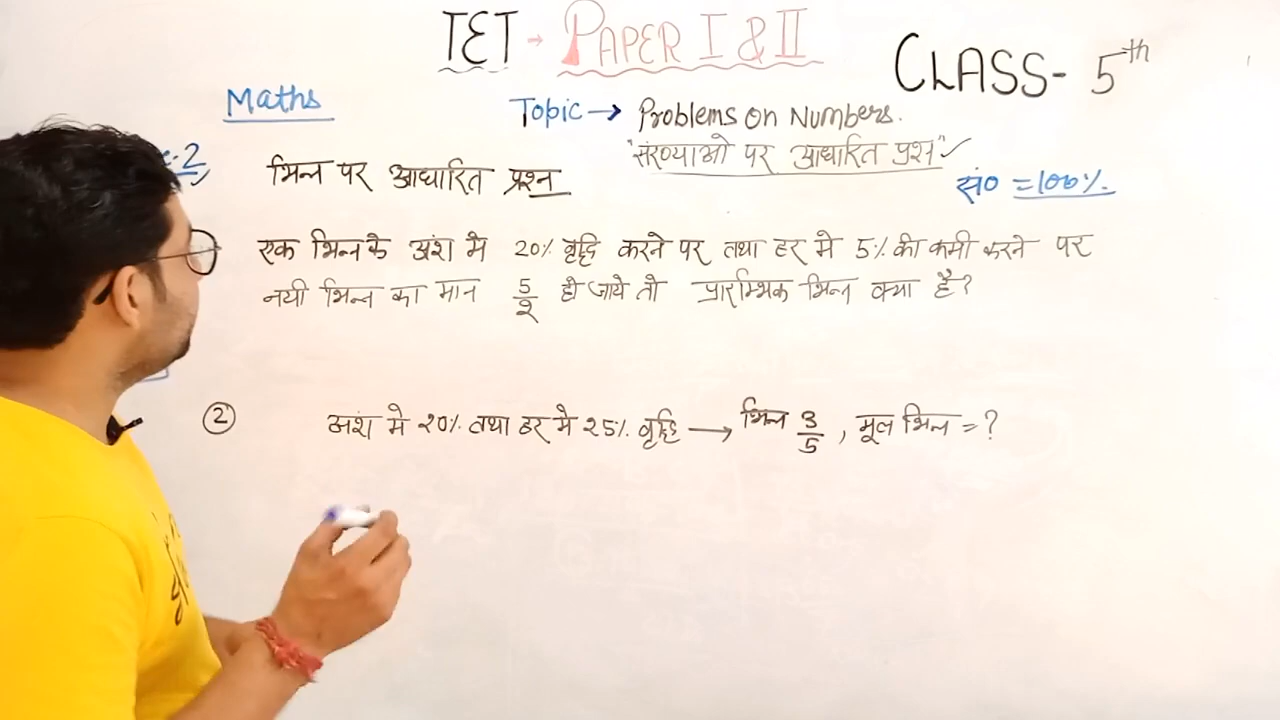 TET - PAPER I & II
CLASS- 5th
Maths
Topic → Problems On Numbers.
"संख्याओ पर आधारित प्रश्न" ✓
-2
भिन्न पर आधारित प्रश्न
सं० =100%
एक भिन्न के अंश मे 20% वृद्धि करने पर तथा हर मे 5% की कमी करने पर
नयी भिन्न का मान 5/2 हो जाये तो प्रारम्भिक भिन्न क्या है?
② अंश मे 20% तथा हर मे 25% वृद्धि → भिन्न 3/5 , मूल भिन्न = ?